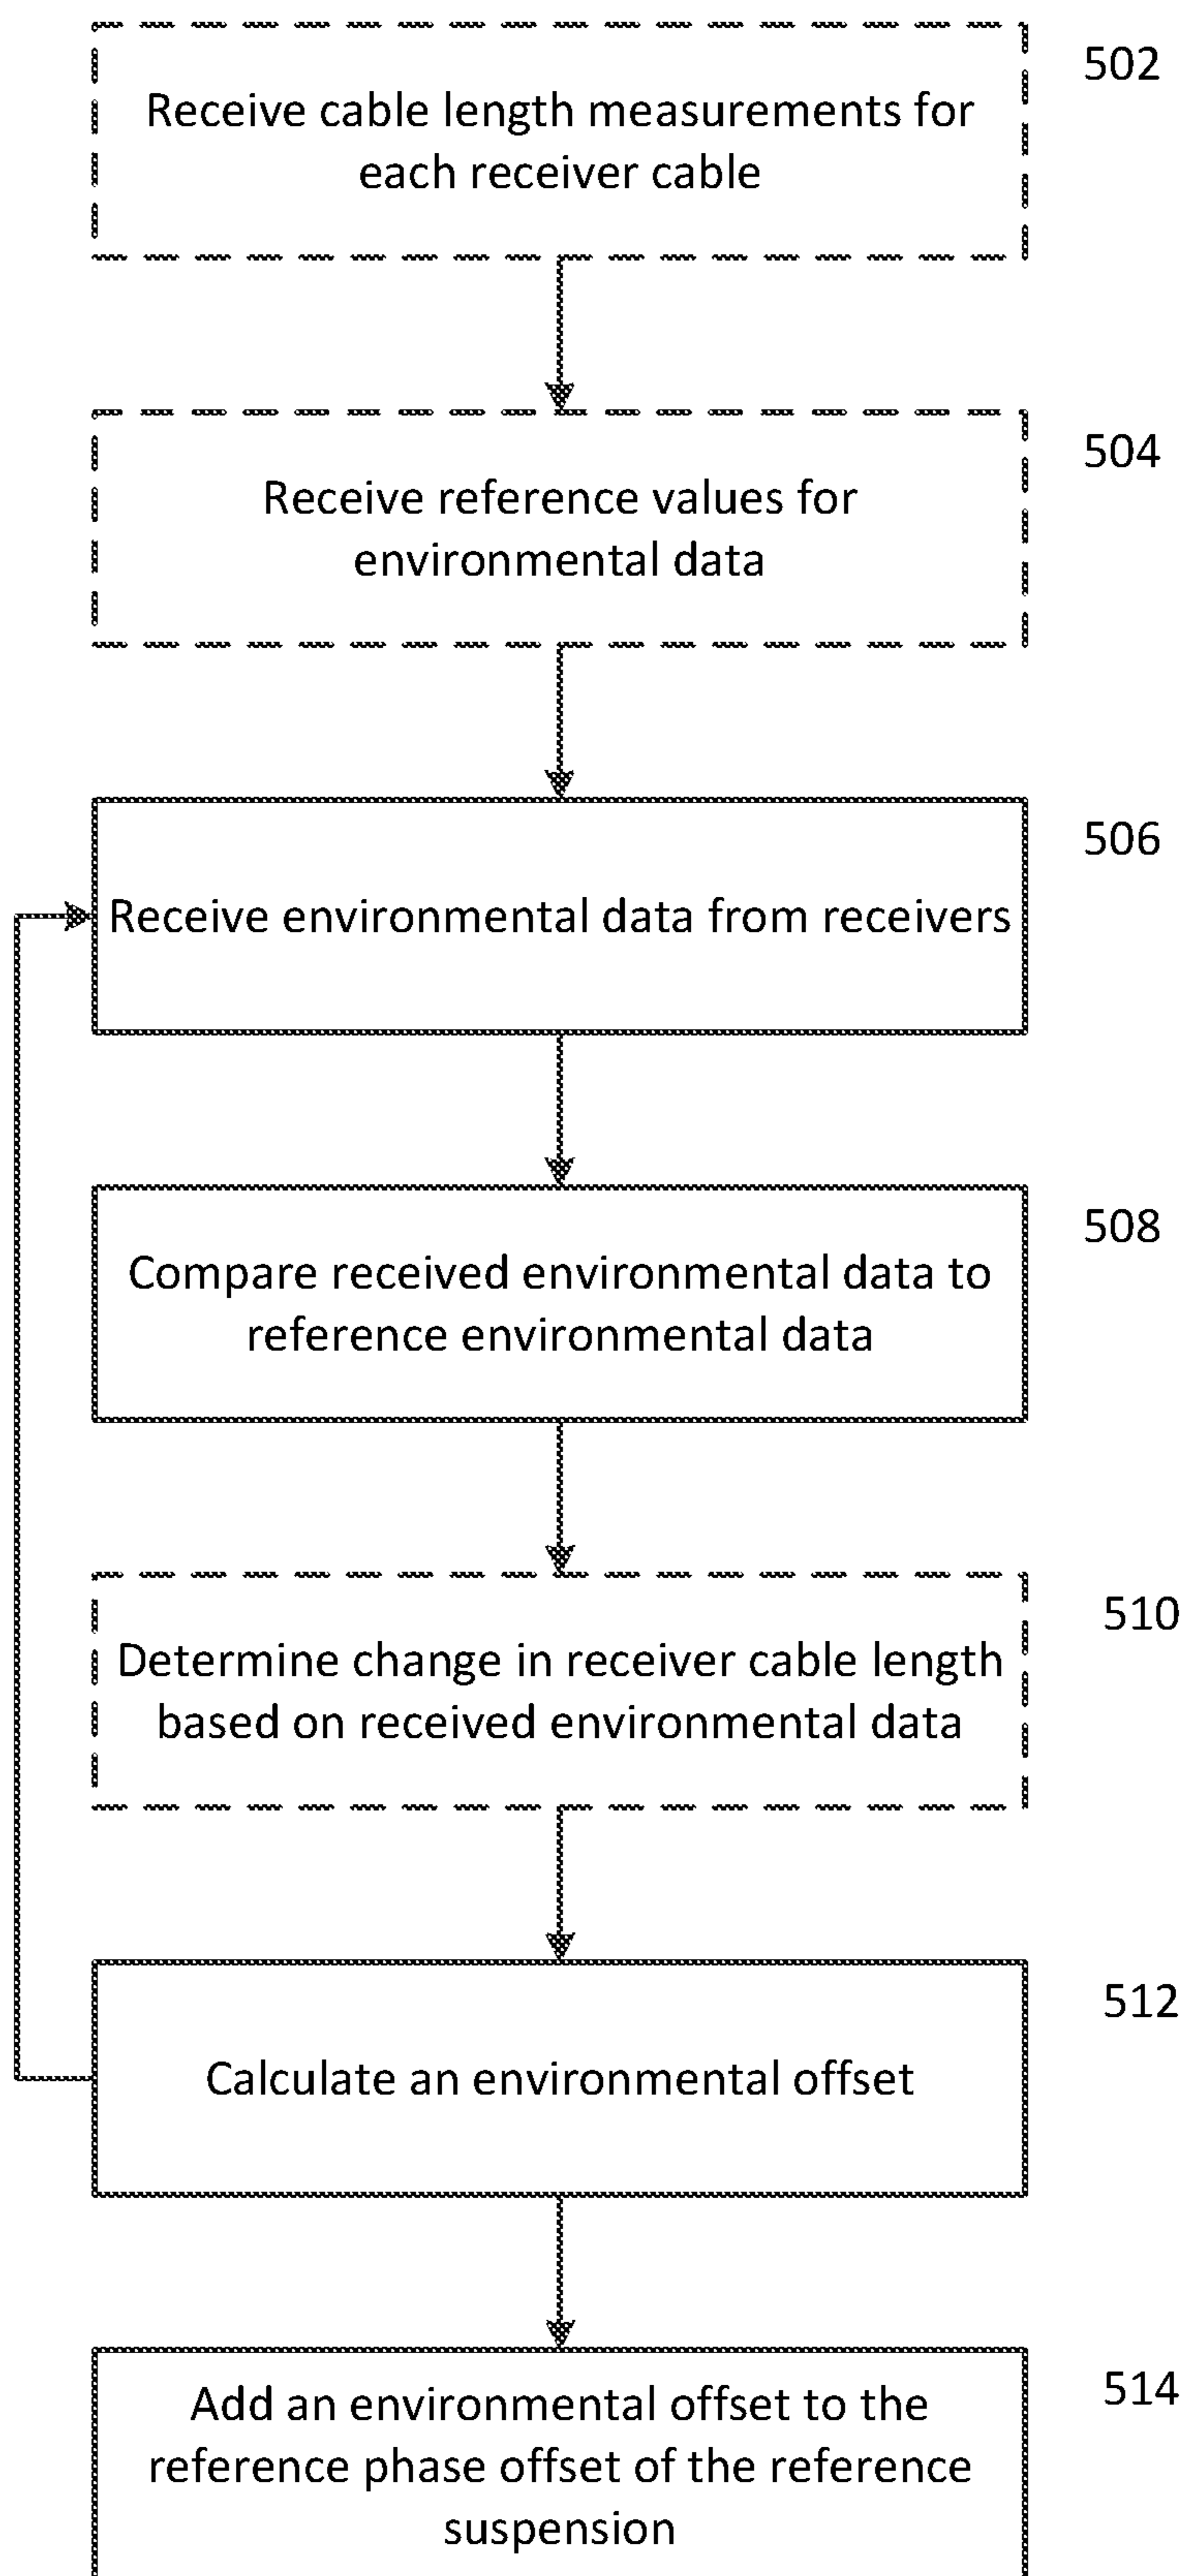 502
Receive cable length measurements for
each receiver cable
504
Receive reference values for
environmental data
506
Receive environmental data from receivers
508
Compare received environmental data to
reference environmental data
510
Determine change in receiver cable length
based on received environmental data
512
Calculate an environmental offset
514
Add an environmental offset to the
reference phase offset of the reference
suspension